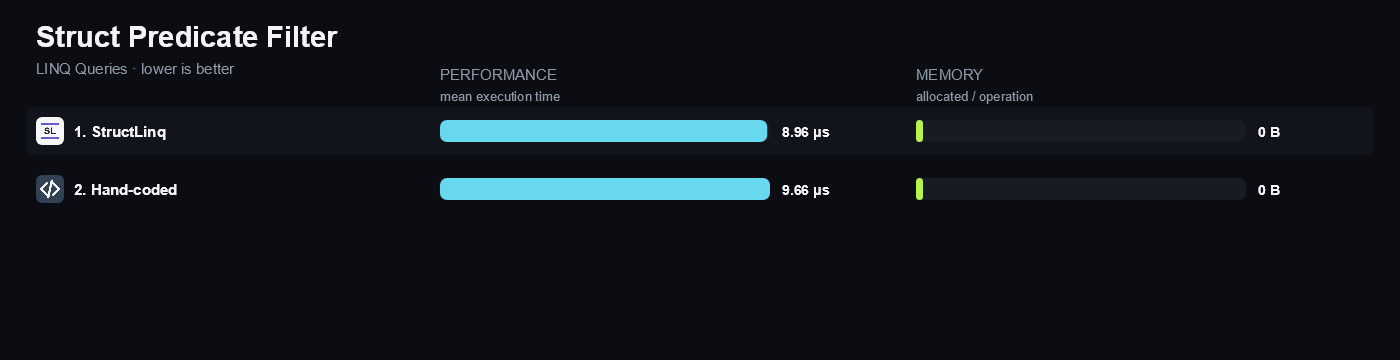 Struct Predicate Filter
LINQ Queries · lower is better
PERFORMANCE
mean execution time
MEMORY
allocated / operation
SL 1. StructLinq 8.96 µs 0 B
</> 2. Hand-coded 9.66 µs 0 B